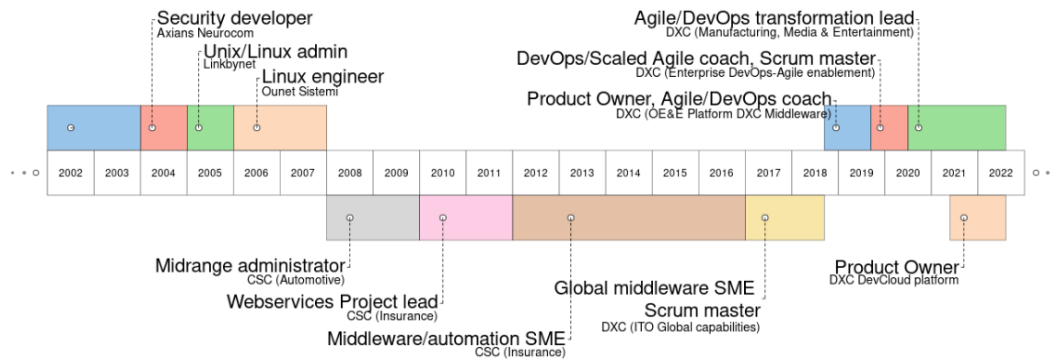 Security developer
Axians Neurocom
Unix/Linux admin
Linkbynet
Linux engineer
Ounet Sistemi
Agile/DevOps transformation lead
DXC (Manufacturing, Media & Entertainment)
DevOps/Scaled Agile coach, Scrum master
DXC (Enterprise DevOps-Agile enablement)
Product Owner, Agile/DevOps coach
DXC (OE&E Platform DXC Middleware)
2002 2003 2004 2005 2006 2007 2008 2009 2010 2011 2012 2013 2014 2015 2016 2017 2018 2019 2020 2021 2022
Midrange administrator
CSC (Automotive)
Webservices Project lead
CSC (Insurance)
Middleware/automation SME
CSC (Insurance)
Global middleware SME
Scrum master
DXC (ITO Global capabilities)
Product Owner
DXC DevCloud platform